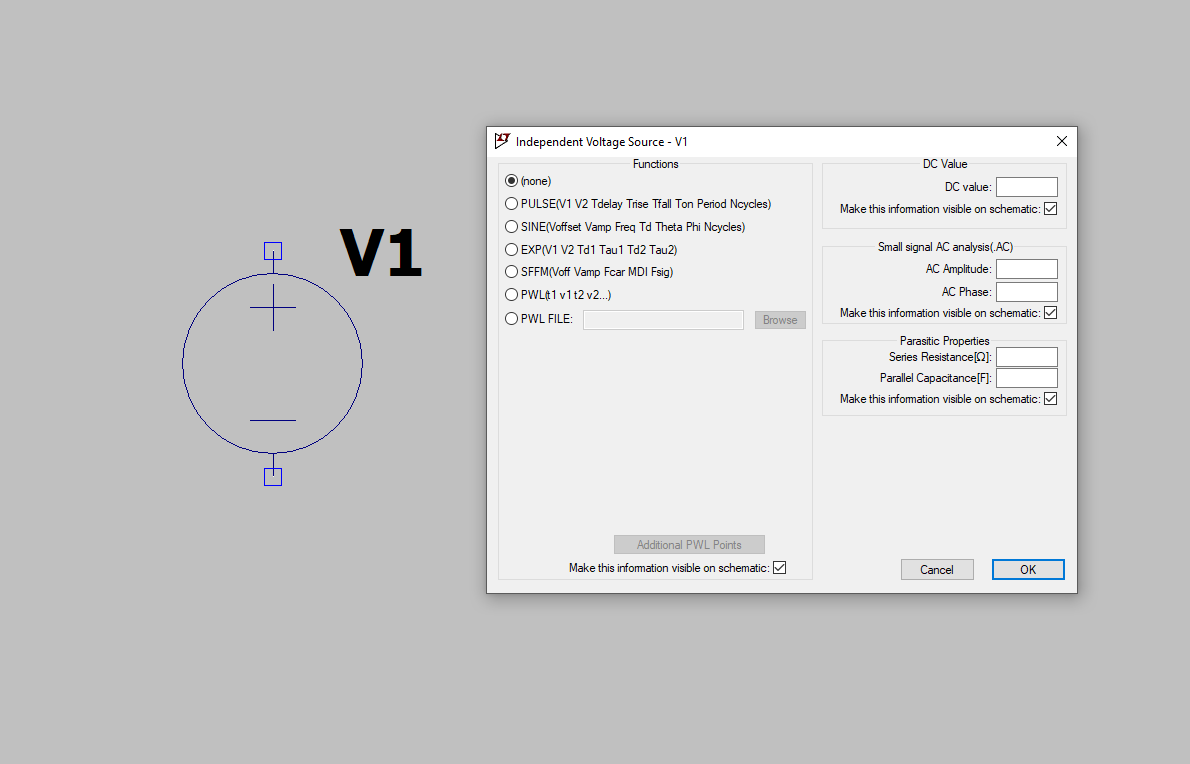 V1
Independent Voltage Source - V1
Functions
(none)
PULSE(V1 V2 Tdelay Trise Tfall Ton Period Ncycles)
SINE(Voffset Vamp Freq Td Theta Phi Ncycles)
EXP(V1 V2 Td1 Tau1 Td2 Tau2)
SFFM(Voff Vamp Fcar MDI Fsig)
PWL(t1 v1 t2 v2...)
PWL FILE:
Browse
Additional PWL Points
Make this information visible on schematic:
DC Value
DC value:
Make this information visible on schematic:
Small signal AC analysis(.AC)
AC Amplitude:
AC Phase:
Make this information visible on schematic:
Parasitic Properties
Series Resistance[Ω]:
Parallel Capacitance[F]:
Make this information visible on schematic:
Cancel
OK